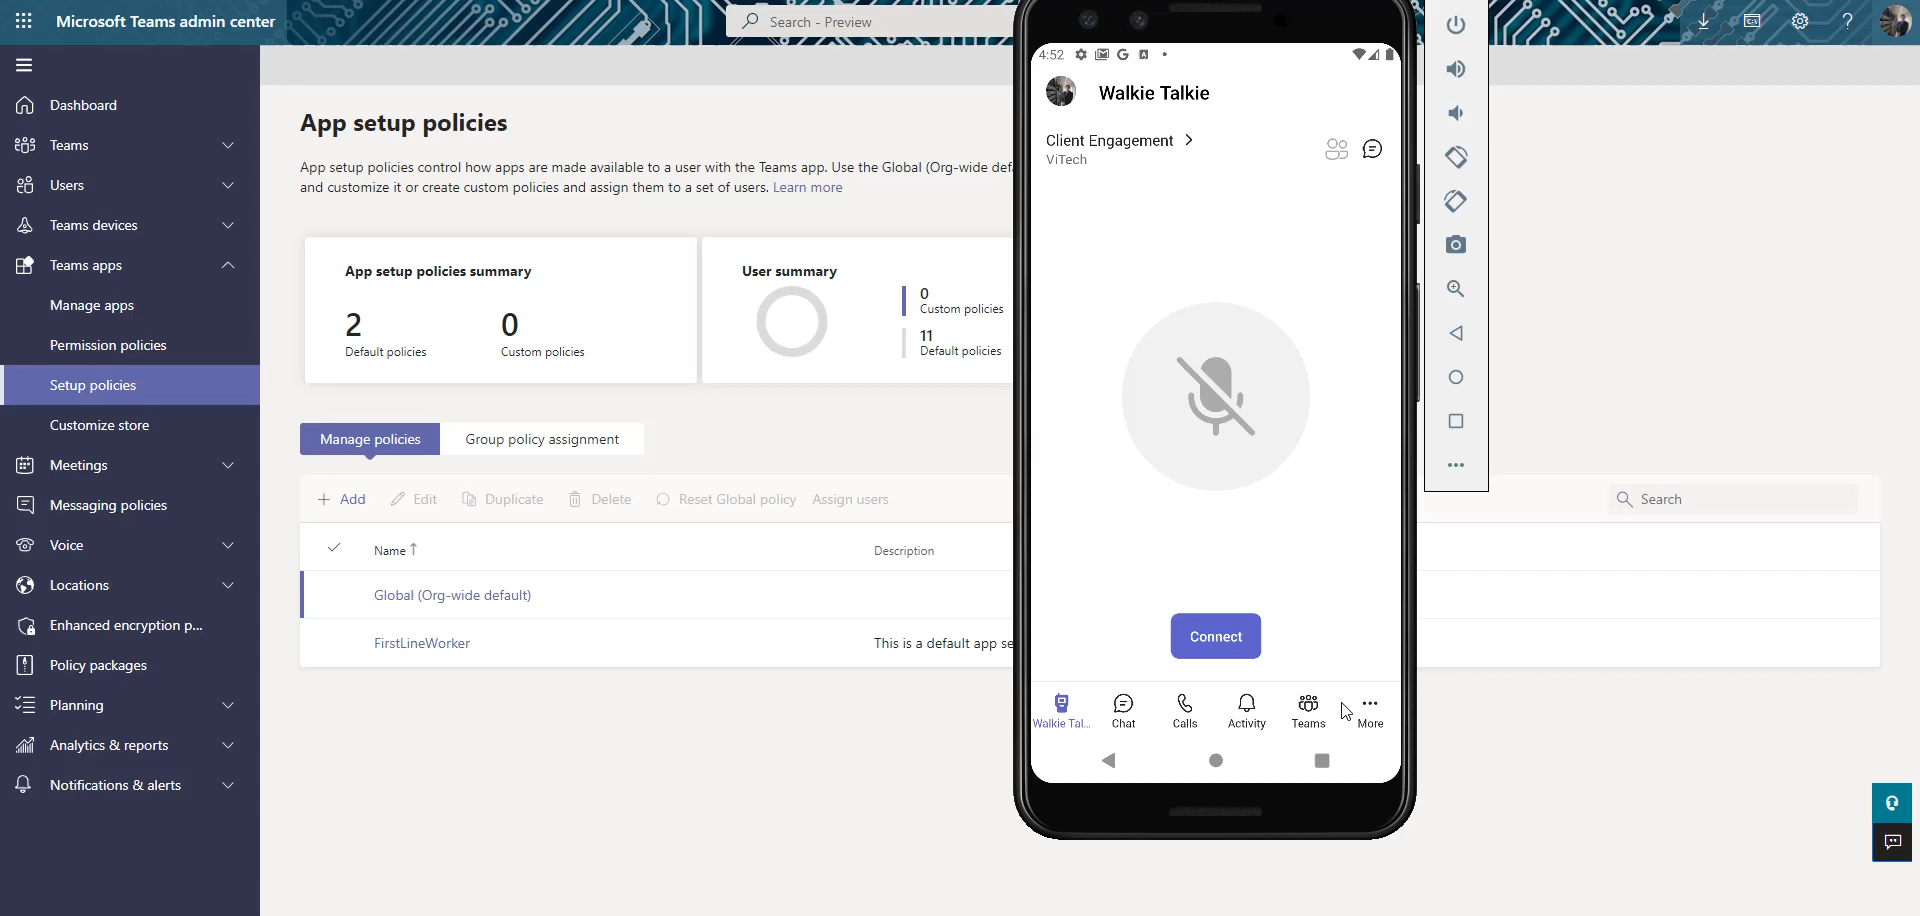 Microsoft Teams admin center
Search - Preview
Dashboard
Teams
Users
Teams devices
Teams apps
Manage apps
Permission policies
Setup policies
Customize store
Meetings
Messaging policies
Voice
Locations
Enhanced encryption p...
Policy packages
Planning
Analytics & reports
Notifications & alerts
App setup policies
App setup policies control how apps are made available to a user with the Teams app. Use the Global (Org-wide
and customize it or create custom policies and assign them to a set of users. Learn more
App setup policies summary
2
Default policies
0
Custom policies
User summary
0
Custom policies
11
Default policies
Manage policies
Group policy assignment
Add
Edit
Duplicate
Delete
Reset Global policy
Assign users
Search
Name
Description
Global (Org-wide default)
FirstLineWorker
This is a default app
4:52
Walkie Talkie
Client Engagement
ViTech
Connect
Walkie Tal...
Chat
Calls
Activity
Teams
More